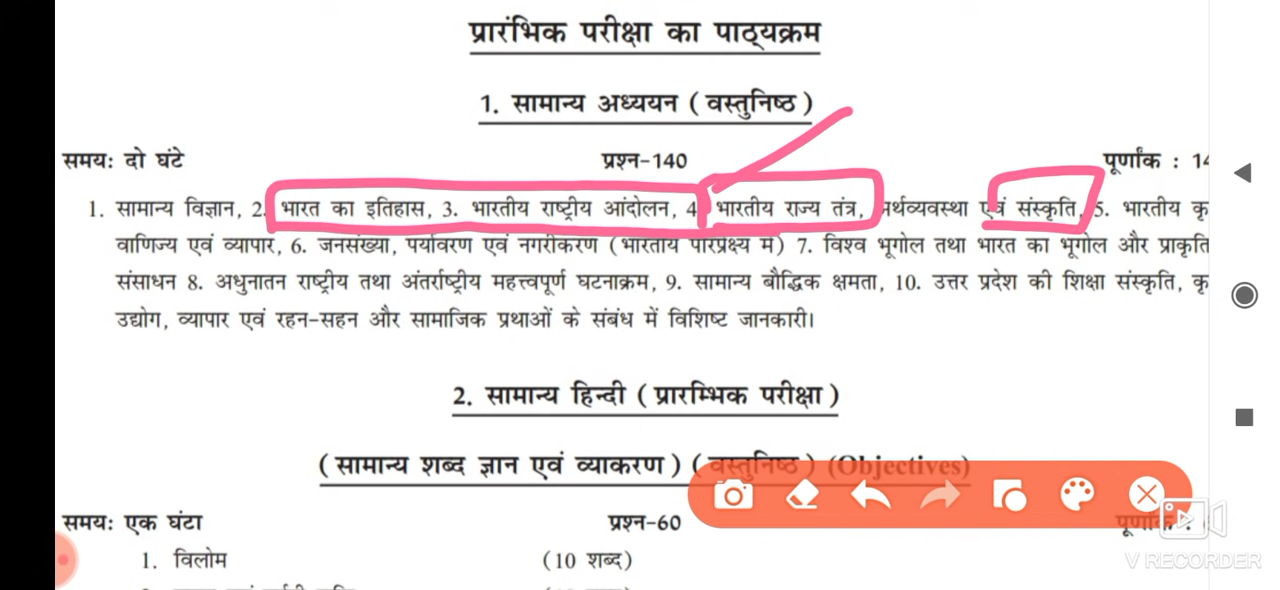 प्रारंभिक परीक्षा का पाठ्यक्रम
1. सामान्य अध्ययन ( वस्तुनिष्ठ )
समय: दो घंटे प्रश्न-140 पूर्णांक : 14
1. सामान्य विज्ञान, 2. भारत का इतिहास, 3. भारतीय राष्ट्रीय आंदोलन, 4 भारतीय राज्य तंत्र, अर्थव्यवस्था एवं संस्कृति, 5. भारतीय कृ
वाणिज्य एवं व्यापार, 6. जनसंख्या, पर्यावरण एवं नगरीकरण (भारतीय परिप्रेक्ष्य में) 7. विश्व भूगोल तथा भारत का भूगोल और प्राकृति
संसाधन 8. अधुनातन राष्ट्रीय तथा अंतर्राष्ट्रीय महत्त्वपूर्ण घटनाक्रम, 9. सामान्य बौद्धिक क्षमता, 10. उत्तर प्रदेश की शिक्षा संस्कृति, कृ
उद्योग, व्यापार एवं रहन-सहन और सामाजिक प्रथाओं के संबंध में विशिष्ट जानकारी।
2. सामान्य हिन्दी ( प्रारम्भिक परीक्षा )
( सामान्य शब्द ज्ञान एवं व्याकरण ) ( वस्तुनिष्ठ ) (Objectives)
समय: एक घंटा प्रश्न-60 पूर्णांक :
1. विलोम (10 शब्द)
V RECORDER